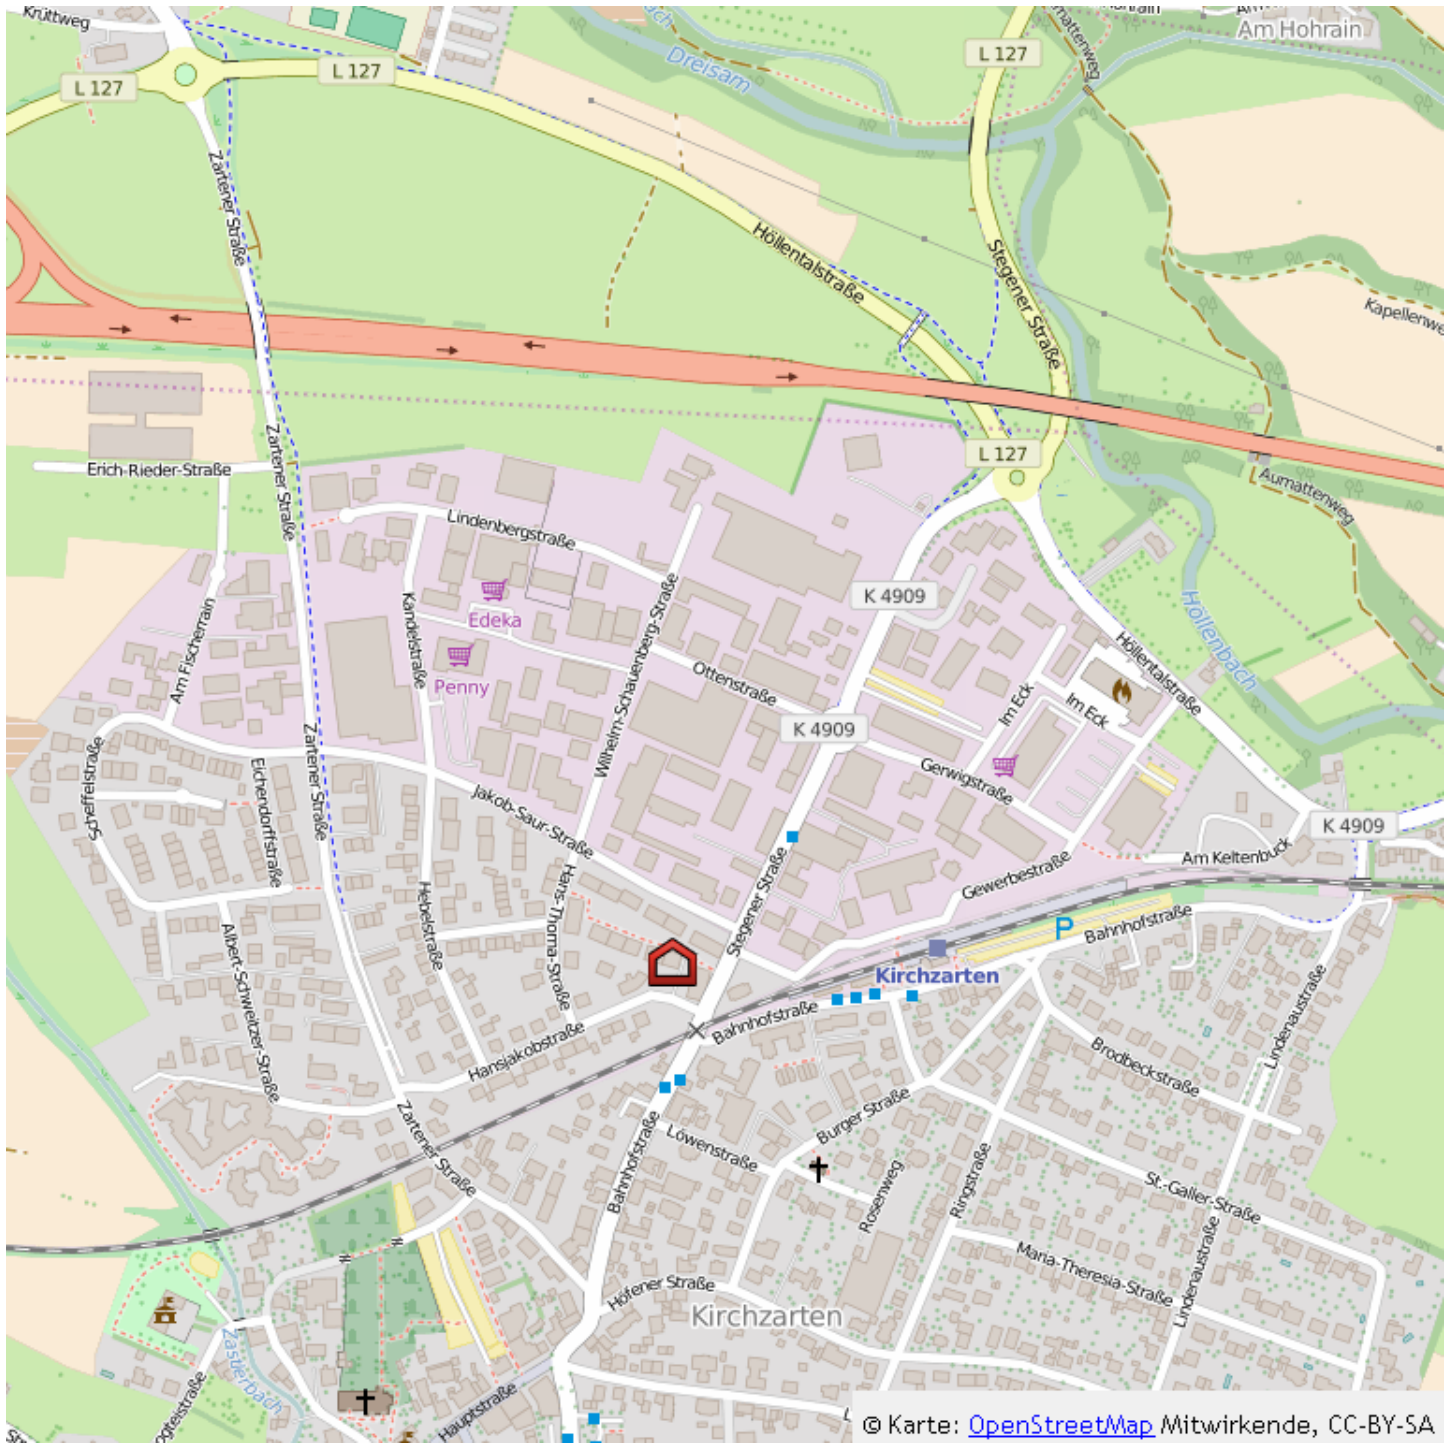 Krüttweg
Am Hohrain
L 127
L 127
L 127
Dreisam
Zartener Straße
Höllentalstraße
Stegener Straße
Zartener Straße
Erich-Rieder-Straße
L 127
Aumattenweg
Lindenbergstraße
K 4909
Edeka
Kandelstraße
Am Fischerrain
Wilhelm-Schauenberg-Straße
Höllenbach
Höllentalstraße
Penny
Ottenstraße
Im Eck
Im Eck
K 4909
Scheffelstraße
Eichendorffstraße
Zartener Straße
Jakob-Saur-Straße
Gerwigstraße
K 4909
Am Keltenbuck
Stegener Straße
Gewerbestraße
Hebelstraße
Hans-Thoma-Straße
Albert-Schweitzer-Straße
P
Bahnhofstraße
Kirchzarten
Bahnhofstraße
Hansjakobstraße
Lindenaustraße
Brodbeckstraße
Zartener Straße
Bahnhofstraße
Löwenstraße
Burger Straße
Rosenweg
Ringstraße
St.-Galler-Straße
Maria-Theresia-Straße
Lindenaustraße
Höfener Straße
Kirchzarten
Zastlerbach
Hauptstraße
© Karte: OpenStreetMap Mitwirkende, CC-BY-SA